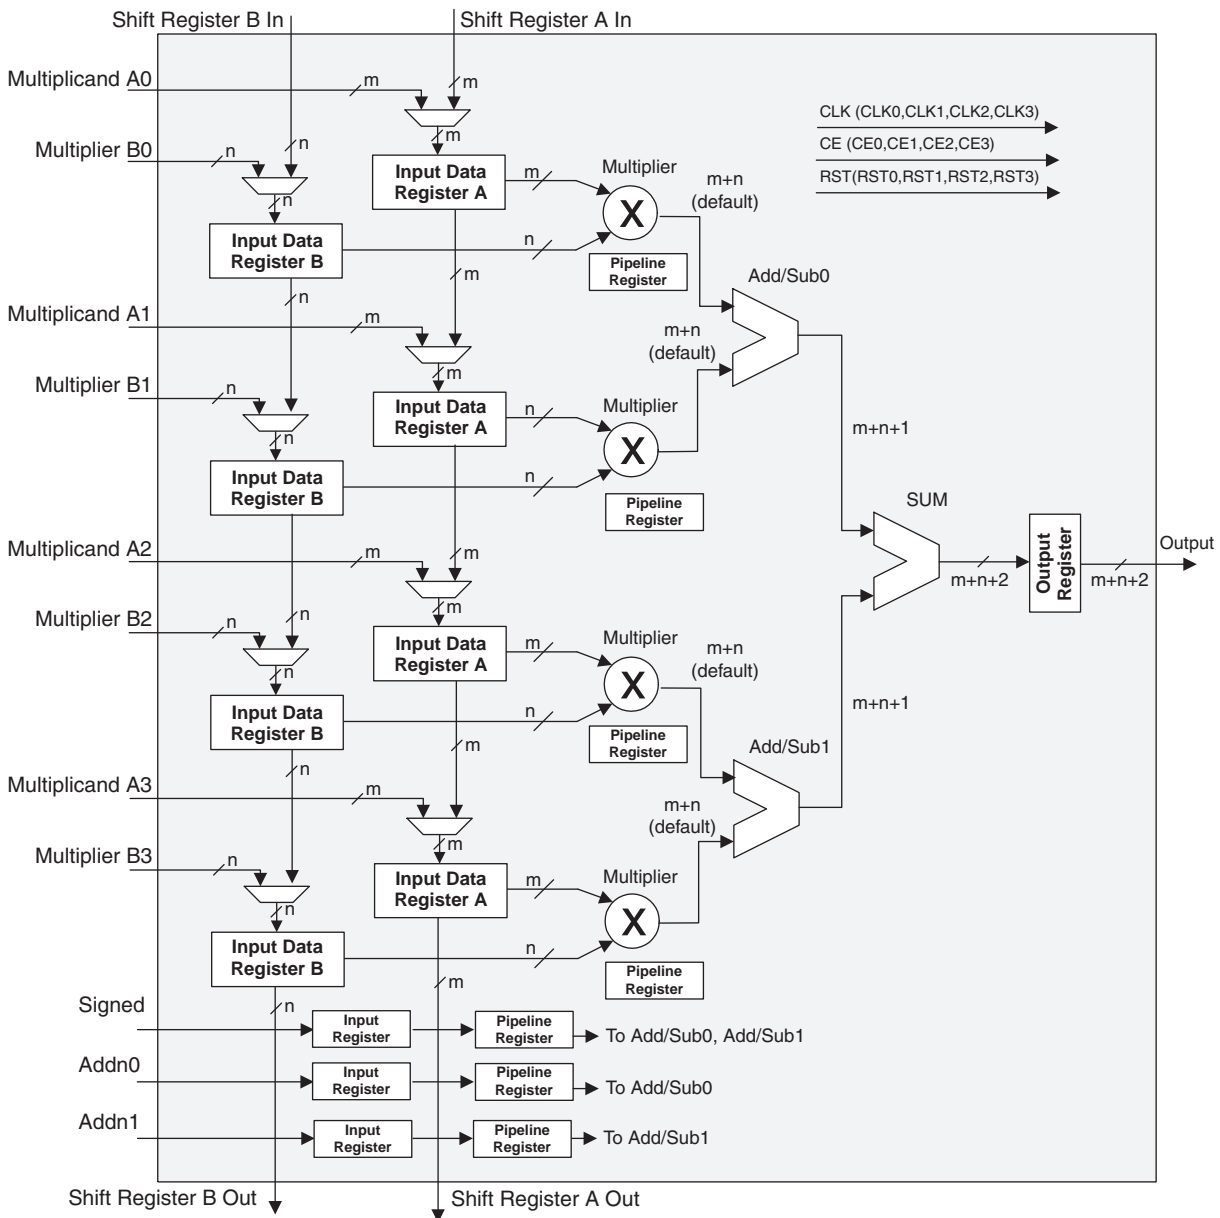 Shift Register B In
Shift Register A In
Multiplicand A0
m
m
CLK (CLK0,CLK1,CLK2,CLK3)
m
CE (CE0,CE1,CE2,CE3)
Multiplier B0
n
n
Input Data
Register A
m
Multiplier
RST(RST0,RST1,RST2,RST3)
m+n
(default)
n
X
Input Data
Register B
n
Pipeline
Register
m
Add/Sub0
n
Multiplicand A1
m
m+n
(default)
m
Multiplier B1
n
Input Data
Register A
n
Multiplier
m+n+1
n
X
Input Data
Register B
n
Pipeline
Register
SUM
Multiplicand A2
m
m
Output
Register
Output
m+n+2
m+n+2
m
Multiplier B2
n
n
Input Data
Register A
m
Multiplier
m+n
(default)
n
X
m+n+1
Input Data
Register B
n
Pipeline
Register
m
Add/Sub1
n
Multiplicand A3
m
m+n
(default)
m
Multiplier B3
n
Input Data
Register A
m
Multiplier
n
X
Input Data
Register B
n
Pipeline
Register
m
Signed
n
Input
Register
Pipeline
Register
To Add/Sub0, Add/Sub1
Addn0
Input
Register
Pipeline
Register
To Add/Sub0
Addn1
Input
Register
Pipeline
Register
To Add/Sub1
Shift Register B Out
Shift Register A Out